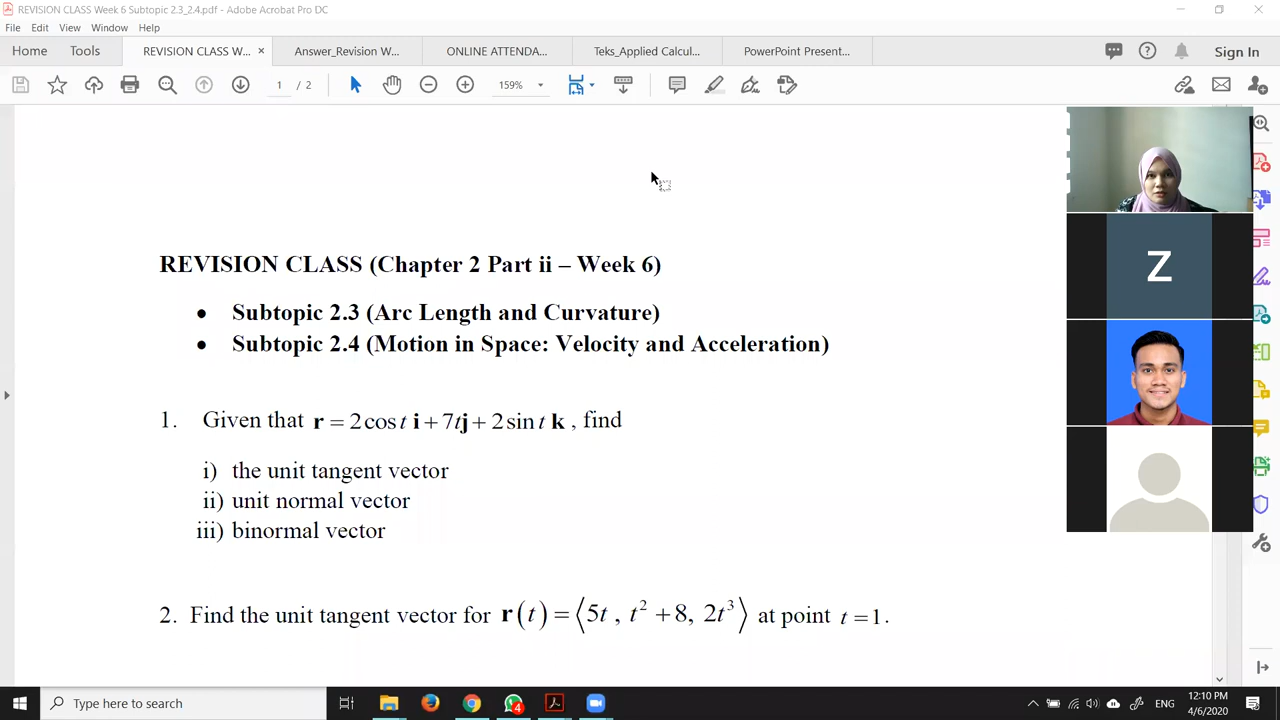 REVISION CLASS Week 6 Subtopic 2.3_2.4.pdf - Adobe Acrobat Pro DC
File Edit View Window Help
Home Tools REVISION CLASS W... × Answer_Revision W... ONLINE ATTENDA... Teks_Applied Calcul... PowerPoint Present... Sign In
1 / 2 159%
REVISION CLASS (Chapter 2 Part ii – Week 6)
• Subtopic 2.3 (Arc Length and Curvature)
• Subtopic 2.4 (Motion in Space: Velocity and Acceleration)
1. Given that r = 2cos t i + 7tj + 2sin t k , find
i) the unit tangent vector
ii) unit normal vector
iii) binormal vector
2. Find the unit tangent vector for r(t) = ⟨5t , t² + 8, 2t³⟩ at point t = 1.
Z
Type here to search
4
ENG
12:10 PM
4/6/2020